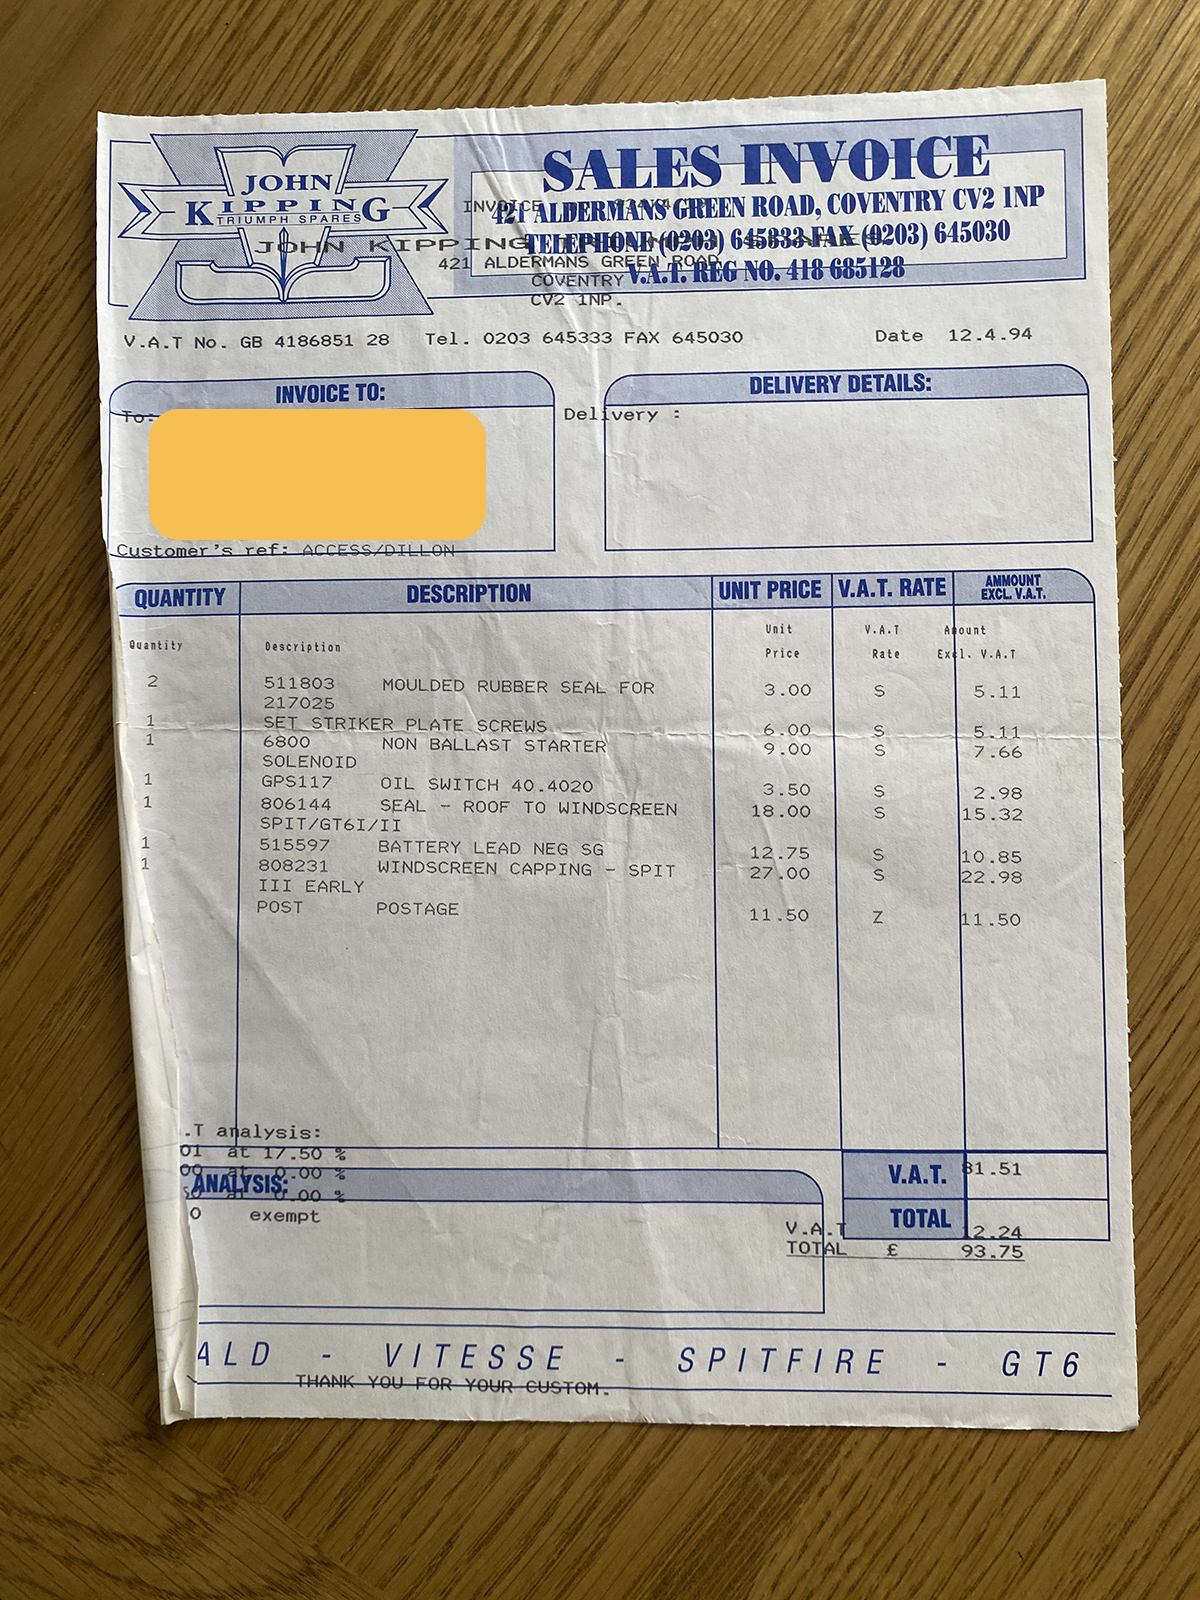 JOHN
KIPPING
TRIUMPH SPARES
SALES INVOICE
421 ALDERMANS GREEN ROAD, COVENTRY CV2 1NP
TELEPHONE (0203) 645333 FAX (0203) 645030
V.A.T. REG NO. 418 685128
INVOICE
JOHN KIPPING
421 ALDERMANS GREEN ROAD
COVENTRY
CV2 1NP.
V.A.T No. GB 4186851 28 Tel. 0203 645333 FAX 645030 Date 12.4.94
INVOICE TO: DELIVERY DETAILS:
To: Delivery :
Customer's ref: ACCESS/DILLON
QUANTITY DESCRIPTION UNIT PRICE V.A.T. RATE AMMOUNT EXCL. V.A.T.
Quantity Description Unit Price V.A.T Rate Amount Excl. V.A.T
2 511803 MOULDED RUBBER SEAL FOR 3.00 S 5.11
217025
1 SET STRIKER PLATE SCREWS 6.00 S 5.11
1 6800 NON BALLAST STARTER 9.00 S 7.66
SOLENOID
1 GPS117 OIL SWITCH 40.4020 3.50 S 2.98
1 806144 SEAL - ROOF TO WINDSCREEN 18.00 S 15.32
SPIT/GT6I/II
1 515597 BATTERY LEAD NEG SG 12.75 S 10.85
1 808231 WINDSCREEN CAPPING - SPIT 27.00 S 22.98
III EARLY
POST POSTAGE 11.50 Z 11.50
.T analysis:
01 at 17.50 %
00 at 0.00 %
50 at 0.00 %
0 exempt
ANALYSIS:
V.A.T. 81.51
TOTAL
V.A.T 12.24
TOTAL £ 93.75
ALD - VITESSE - SPITFIRE - GT6
THANK YOU FOR YOUR CUSTOM.